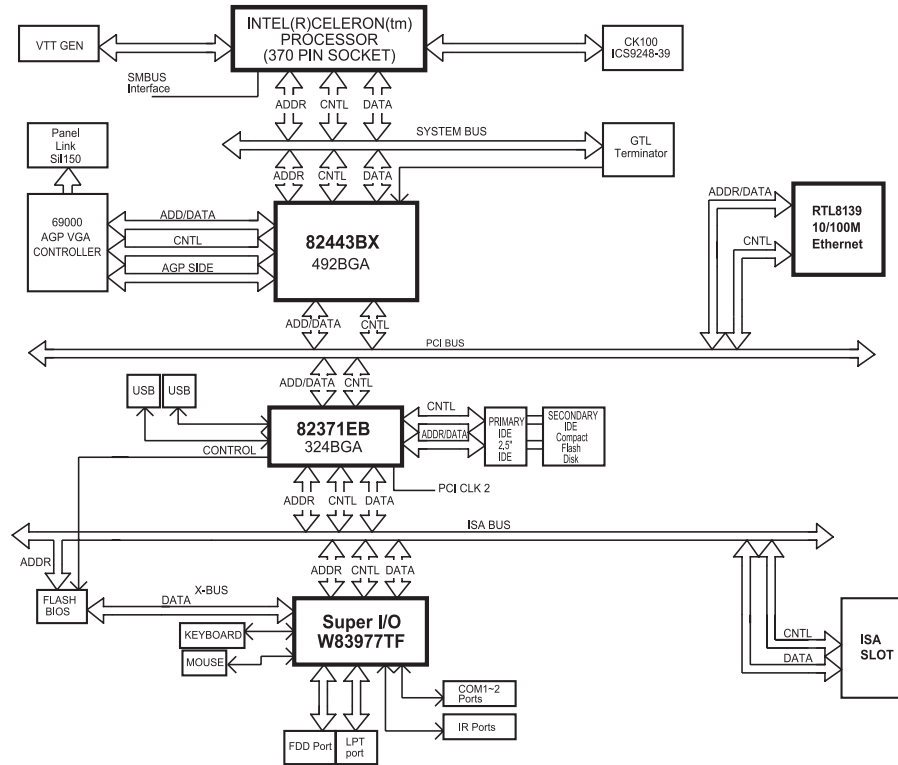 INTEL(R)CELERON(tm)
PROCESSOR
(370 PIN SOCKET)
VTT GEN
CK100
ICS9248-39
SMBUS
Interface
ADDR
CNTL
DATA
SYSTEM BUS
GTL
Terminator
Panel
Link
Sil150
ADDR
CNTL
DATA
69000
AGP VGA
CONTROLLER
ADD/DATA
CNTL
AGP SIDE
82443BX
492BGA
ADDR/DATA
CNTL
RTL8139
10/100M
Ethernet
ADD/DATA
CNTL
PCI BUS
ADD/DATA
CNTL
USB
USB
82371EB
324BGA
CNTL
ADDR/DATA
PRIMARY
IDE
2,5"
IDE
SECONDARY
IDE
Compact
Flash
Disk
CONTROL
PCI CLK 2
ADDR
CNTL
DATA
ISA BUS
ADDR
ADDR
CNTL
DATA
FLASH
BIOS
X-BUS
DATA
Super I/O
W83977TF
KEYBOARD
MOUSE
CNTL
DATA
ISA
SLOT
COM1~2
Ports
IR Ports
FDD Port
LPT
port